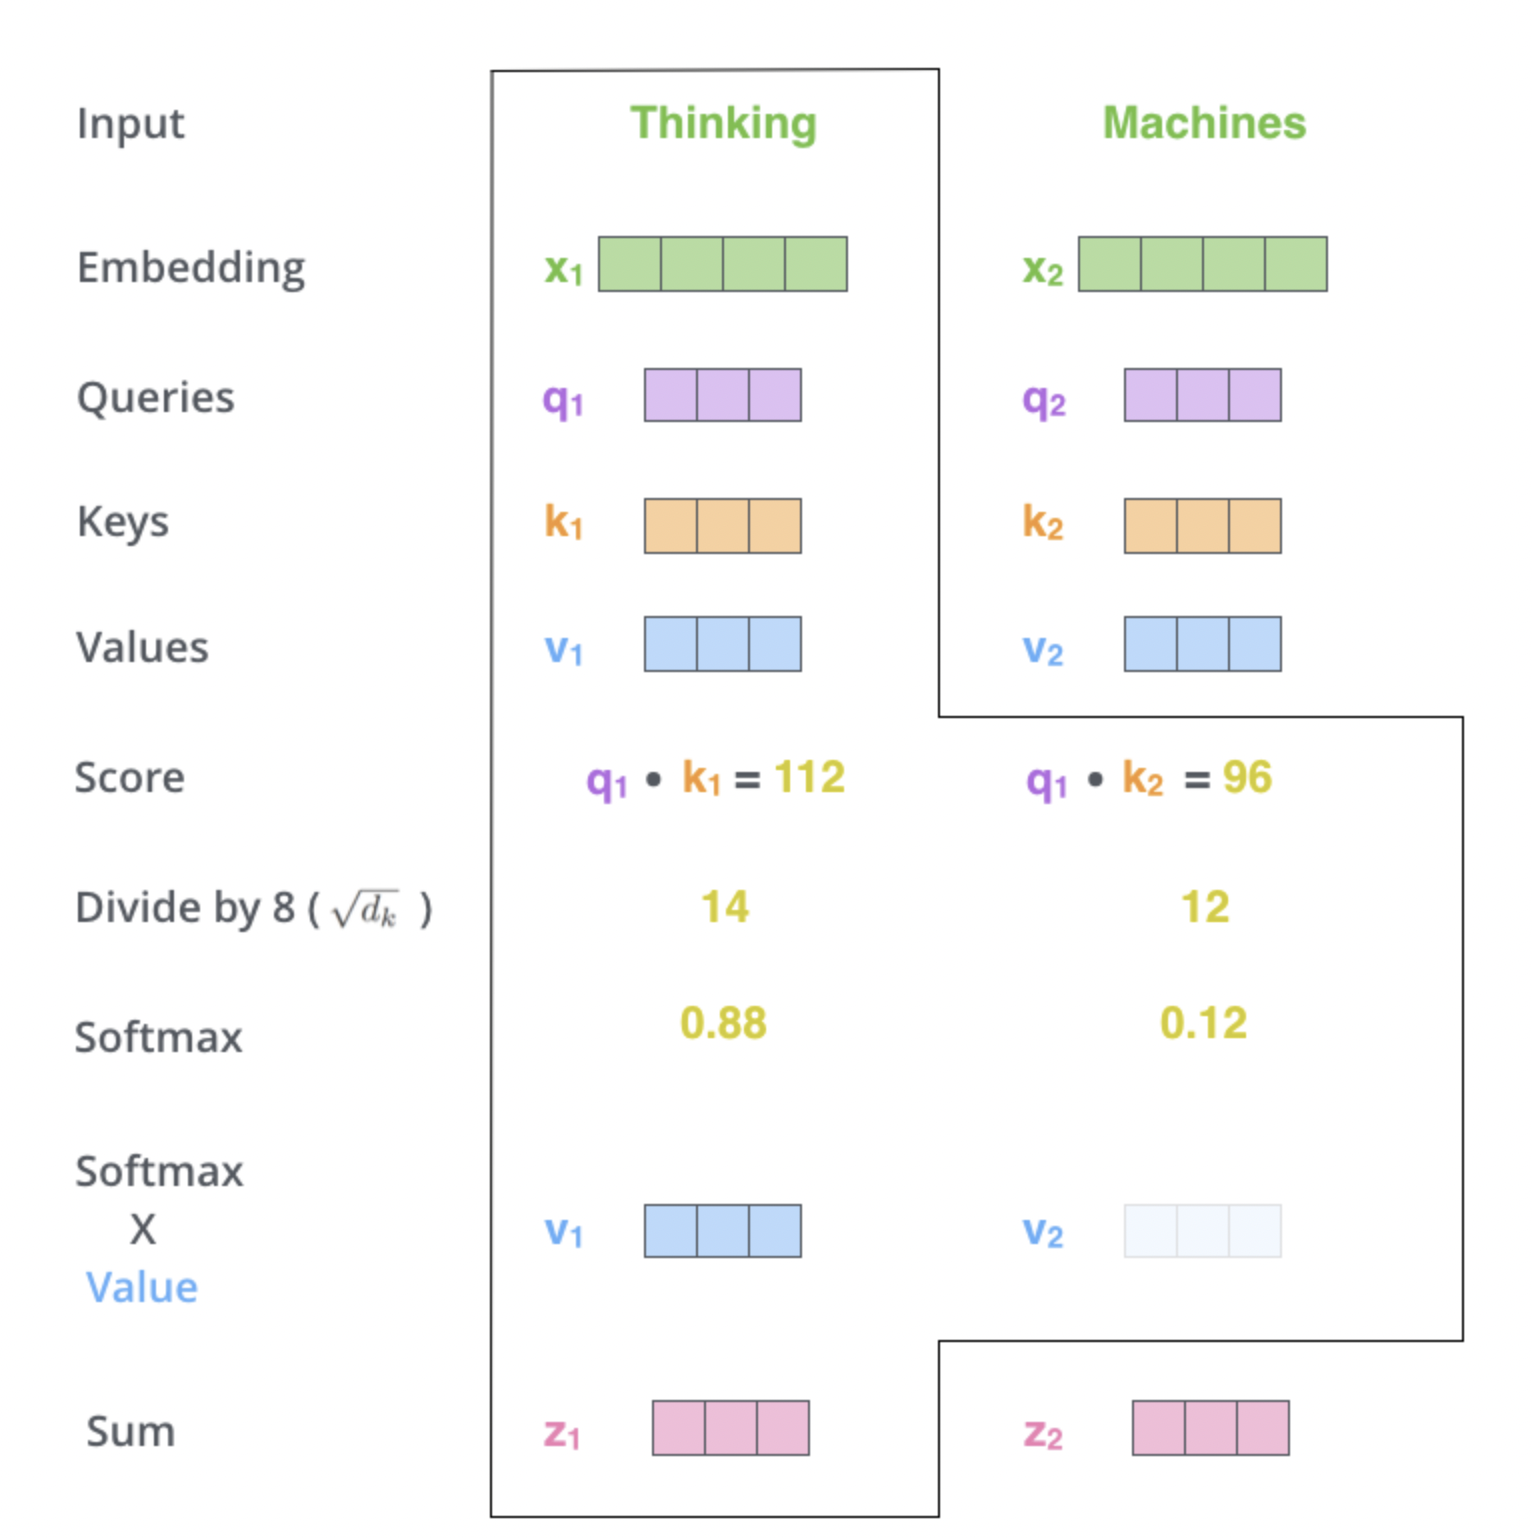 Input Thinking Machines
Embedding x₁ x₂
Queries q₁ q₂
Keys k₁ k₂
Values v₁ v₂
Score q₁ • k₁ = 112 q₁ • k₂ = 96
Divide by 8 ( √dₖ ) 14 12
Softmax 0.88 0.12
Softmax
X v₁ v₂
Value
Sum z₁ z₂